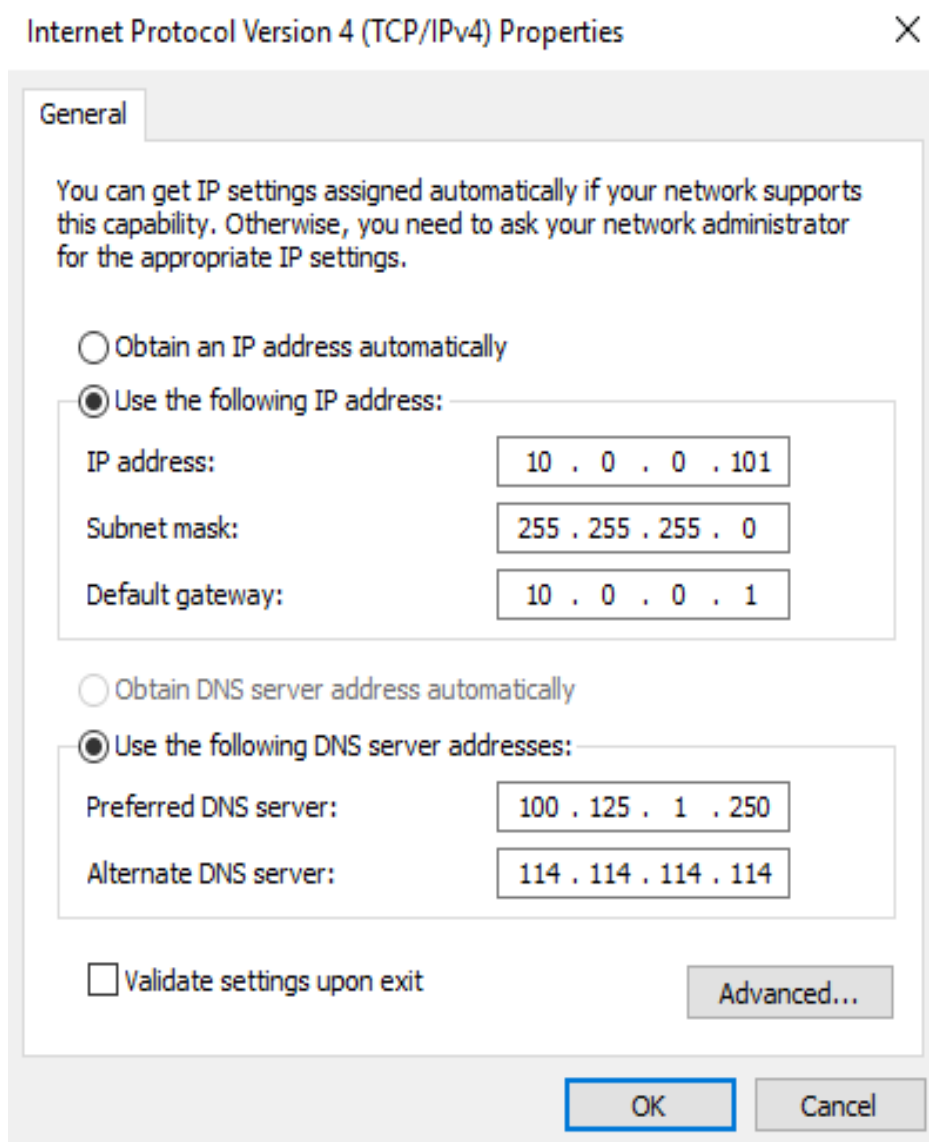 Internet Protocol Version 4 (TCP/IPv4) Properties
General
You can get IP settings assigned automatically if your network supports
this capability. Otherwise, you need to ask your network administrator
for the appropriate IP settings.
Obtain an IP address automatically
Use the following IP address:
IP address: 10 . 0 . 0 . 101
Subnet mask: 255 . 255 . 255 . 0
Default gateway: 10 . 0 . 0 . 1
Obtain DNS server address automatically
Use the following DNS server addresses:
Preferred DNS server: 100 . 125 . 1 . 250
Alternate DNS server: 114 . 114 . 114 . 114
Validate settings upon exit
Advanced...
OK Cancel